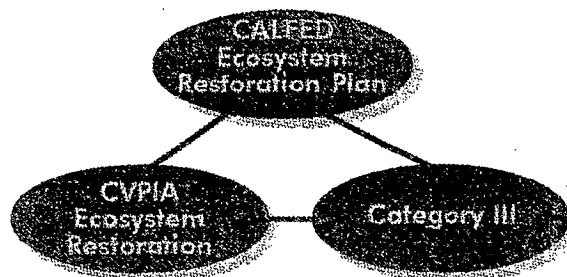 CALFED
Ecosystem
Restoration Plan
CVPIA
Ecosystem
Restoration
Category III